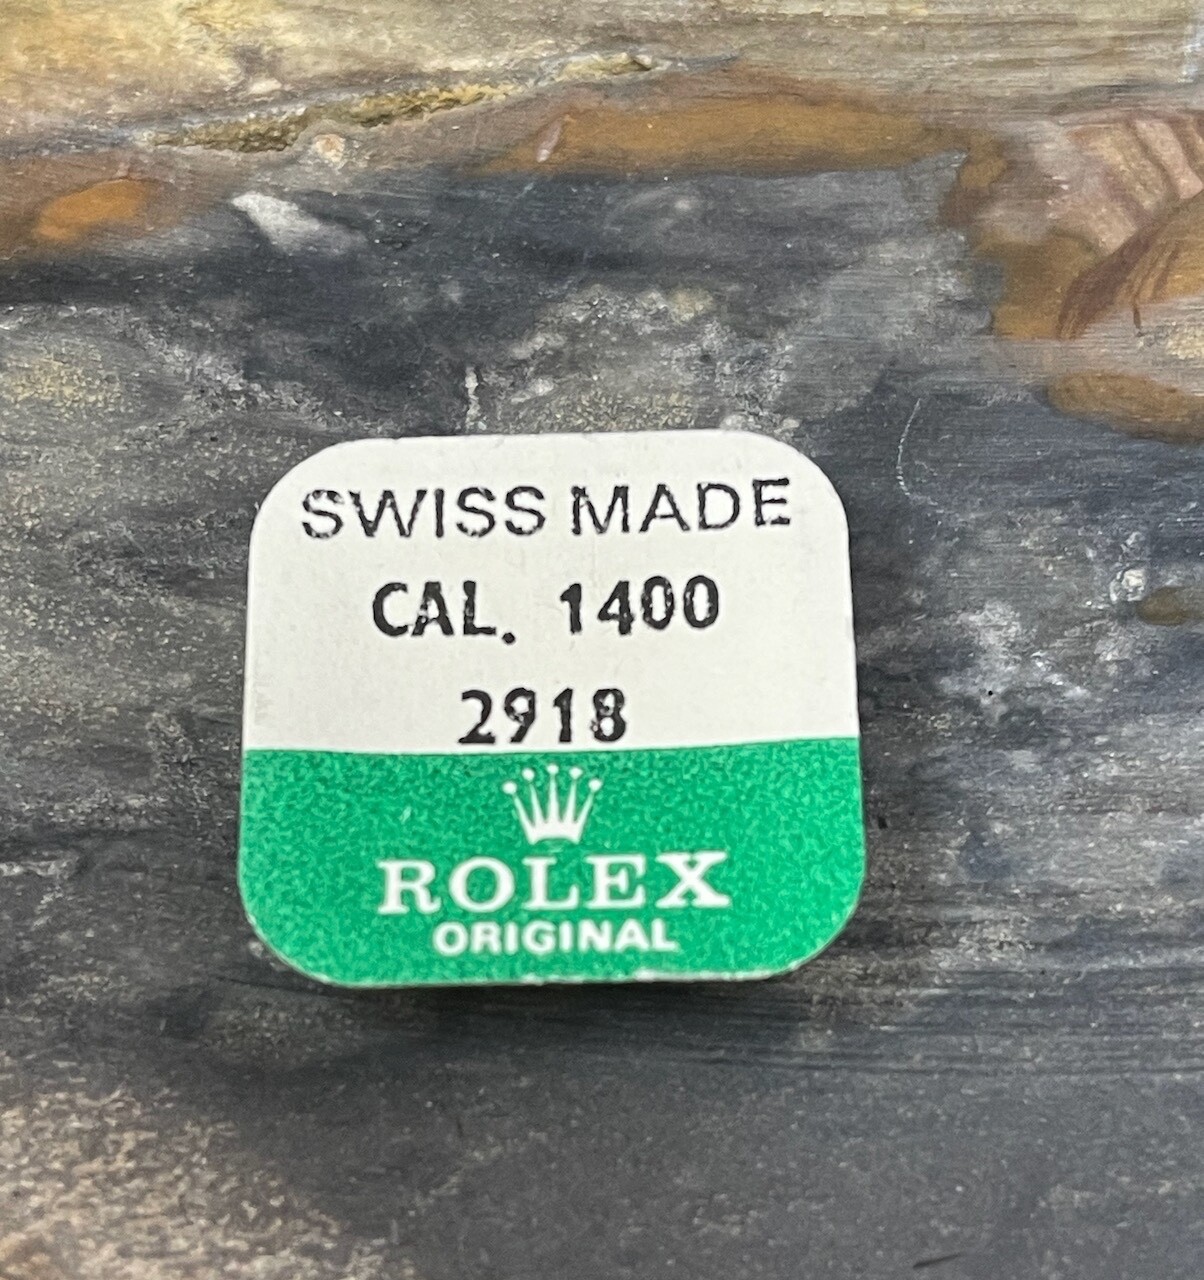 SWISS MADE
CAL. 1400
2918
ROLEX
ORIGINAL